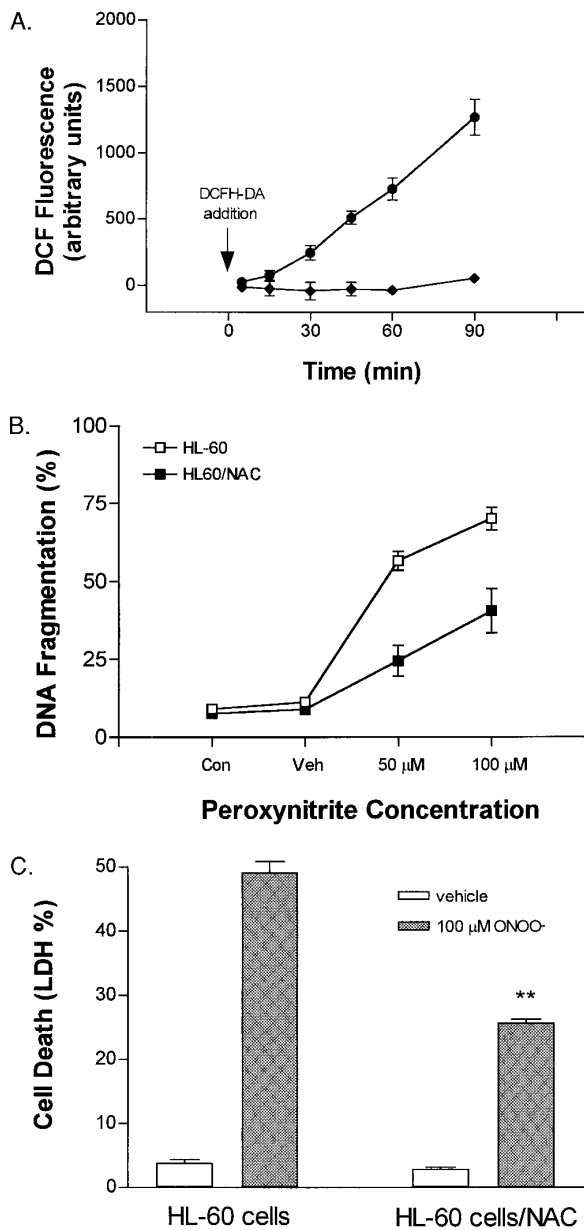 A.
DCF Fluorescence
(arbitrary units)
2000
1500
1000
500
0
DCFH-DA
addition
0 30 60 90
Time (min)
B.
DNA Fragmentation (%)
100
75
50
25
0
HL-60
HL60/NAC
Con Veh 50 μM 100 μM
Peroxynitrite Concentration
C.
Cell Death (LDH %)
50
40
30
20
10
0
vehicle
100 μM ONOO-
**
HL-60 cells HL-60 cells/NAC